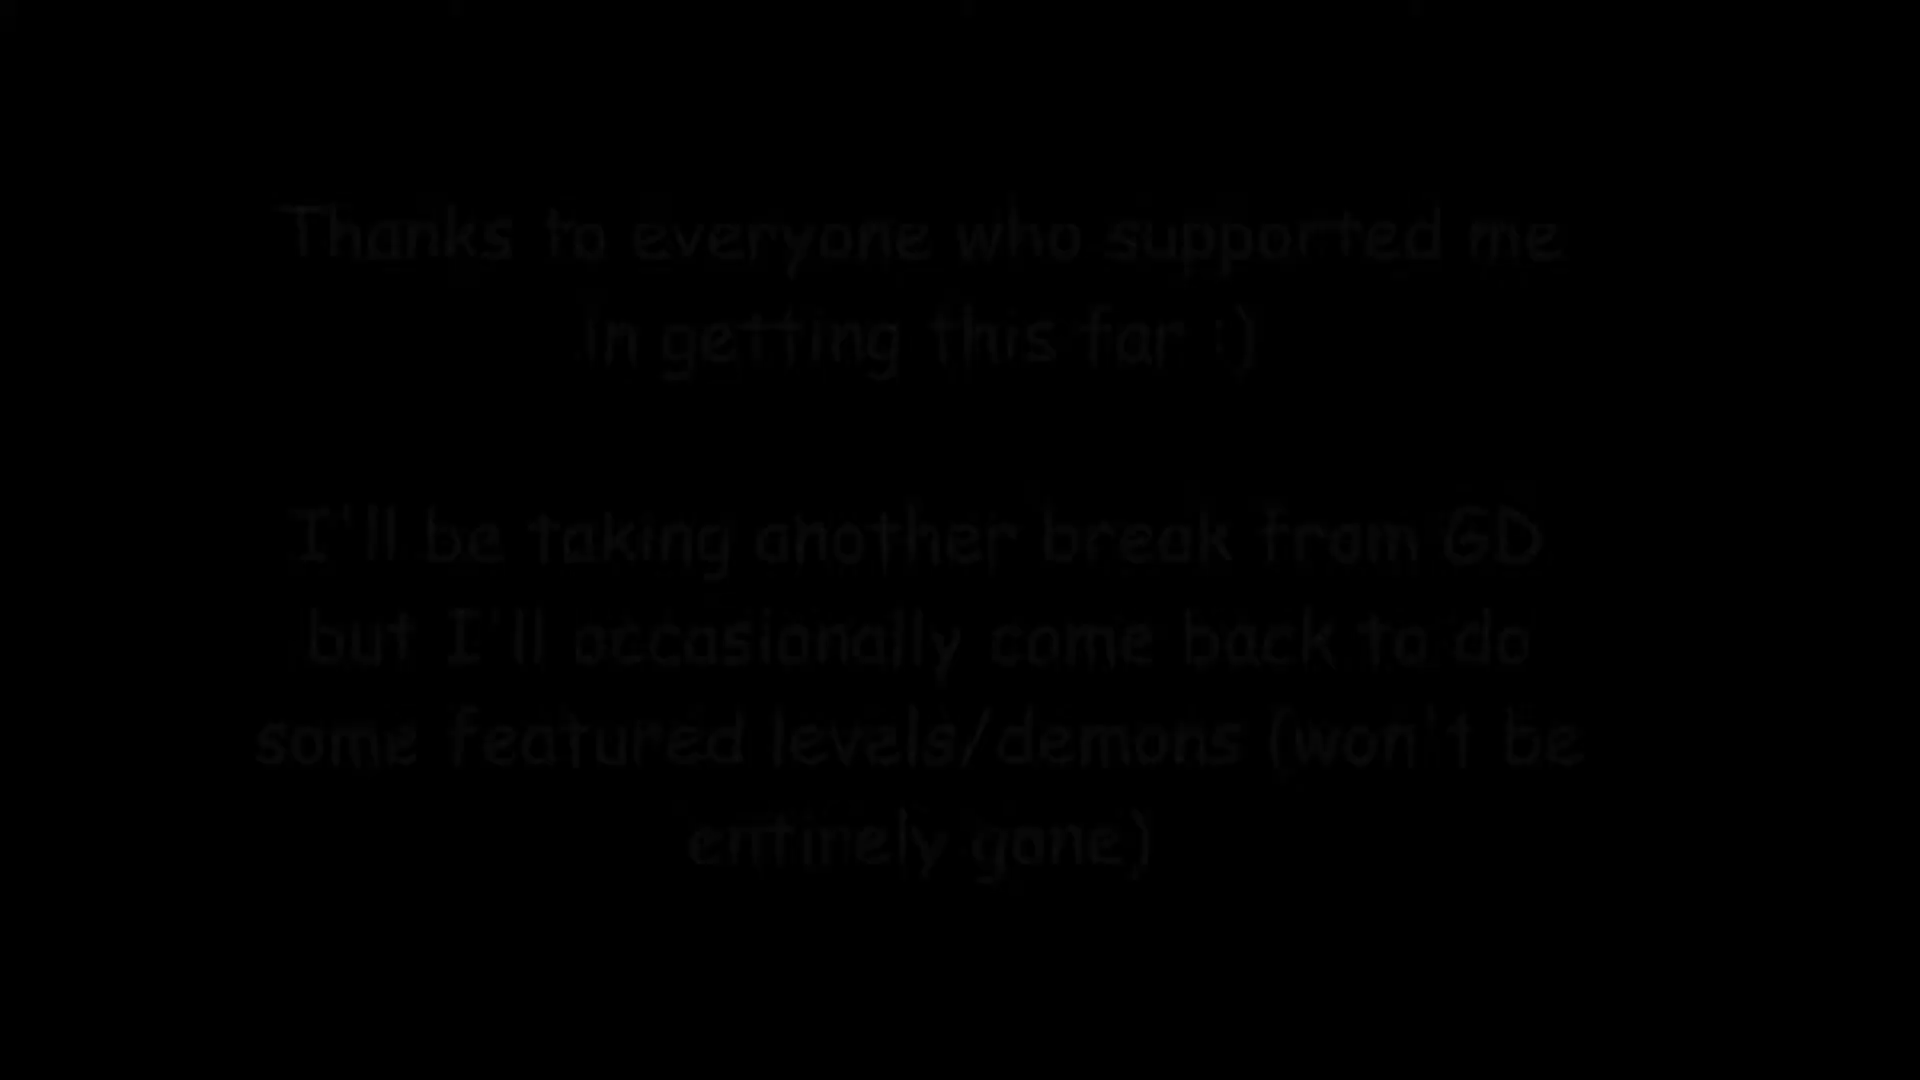 Thanks to everyone who supported me
in getting this far :)
I'll be taking another break from GD
but I'll occasionally come back to do
some featured levels/demons (won't be
entirely gone)